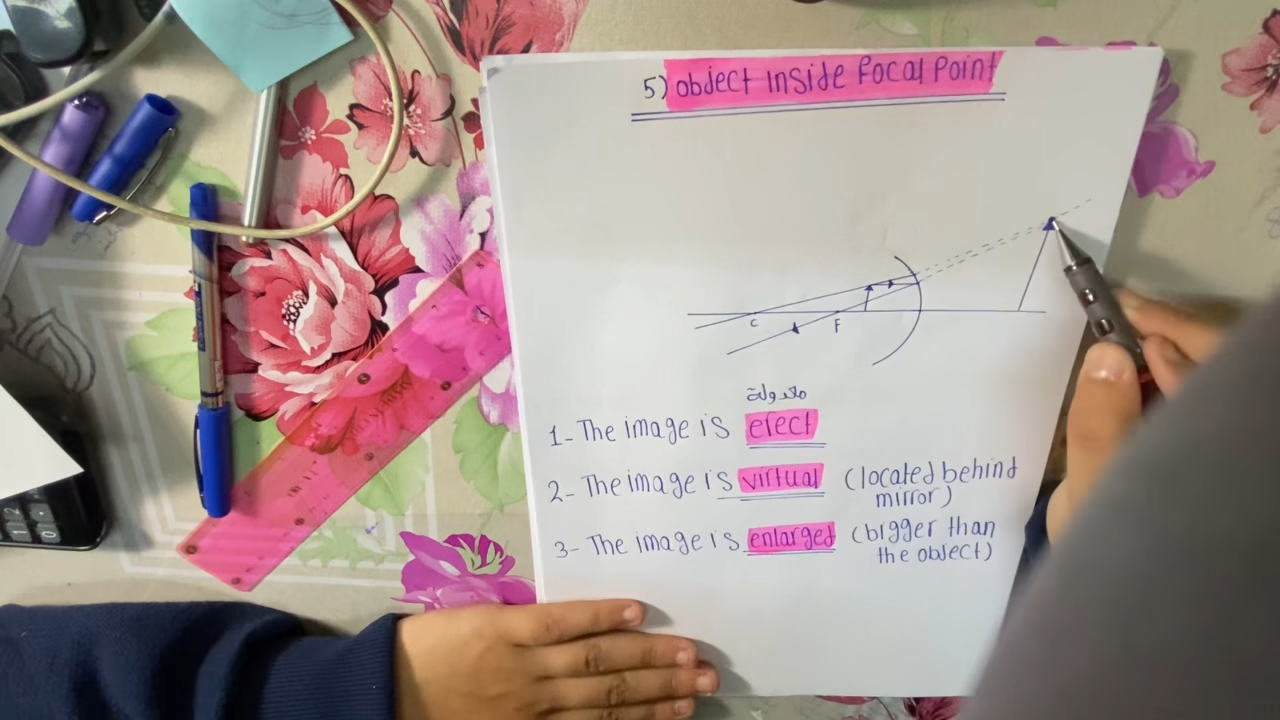 5) object inside focal Point
C
F
معدولة
1- The image is erect
2- The image is virtual (located behind
mirror)
3- The image is enlarged (bigger than
the object)